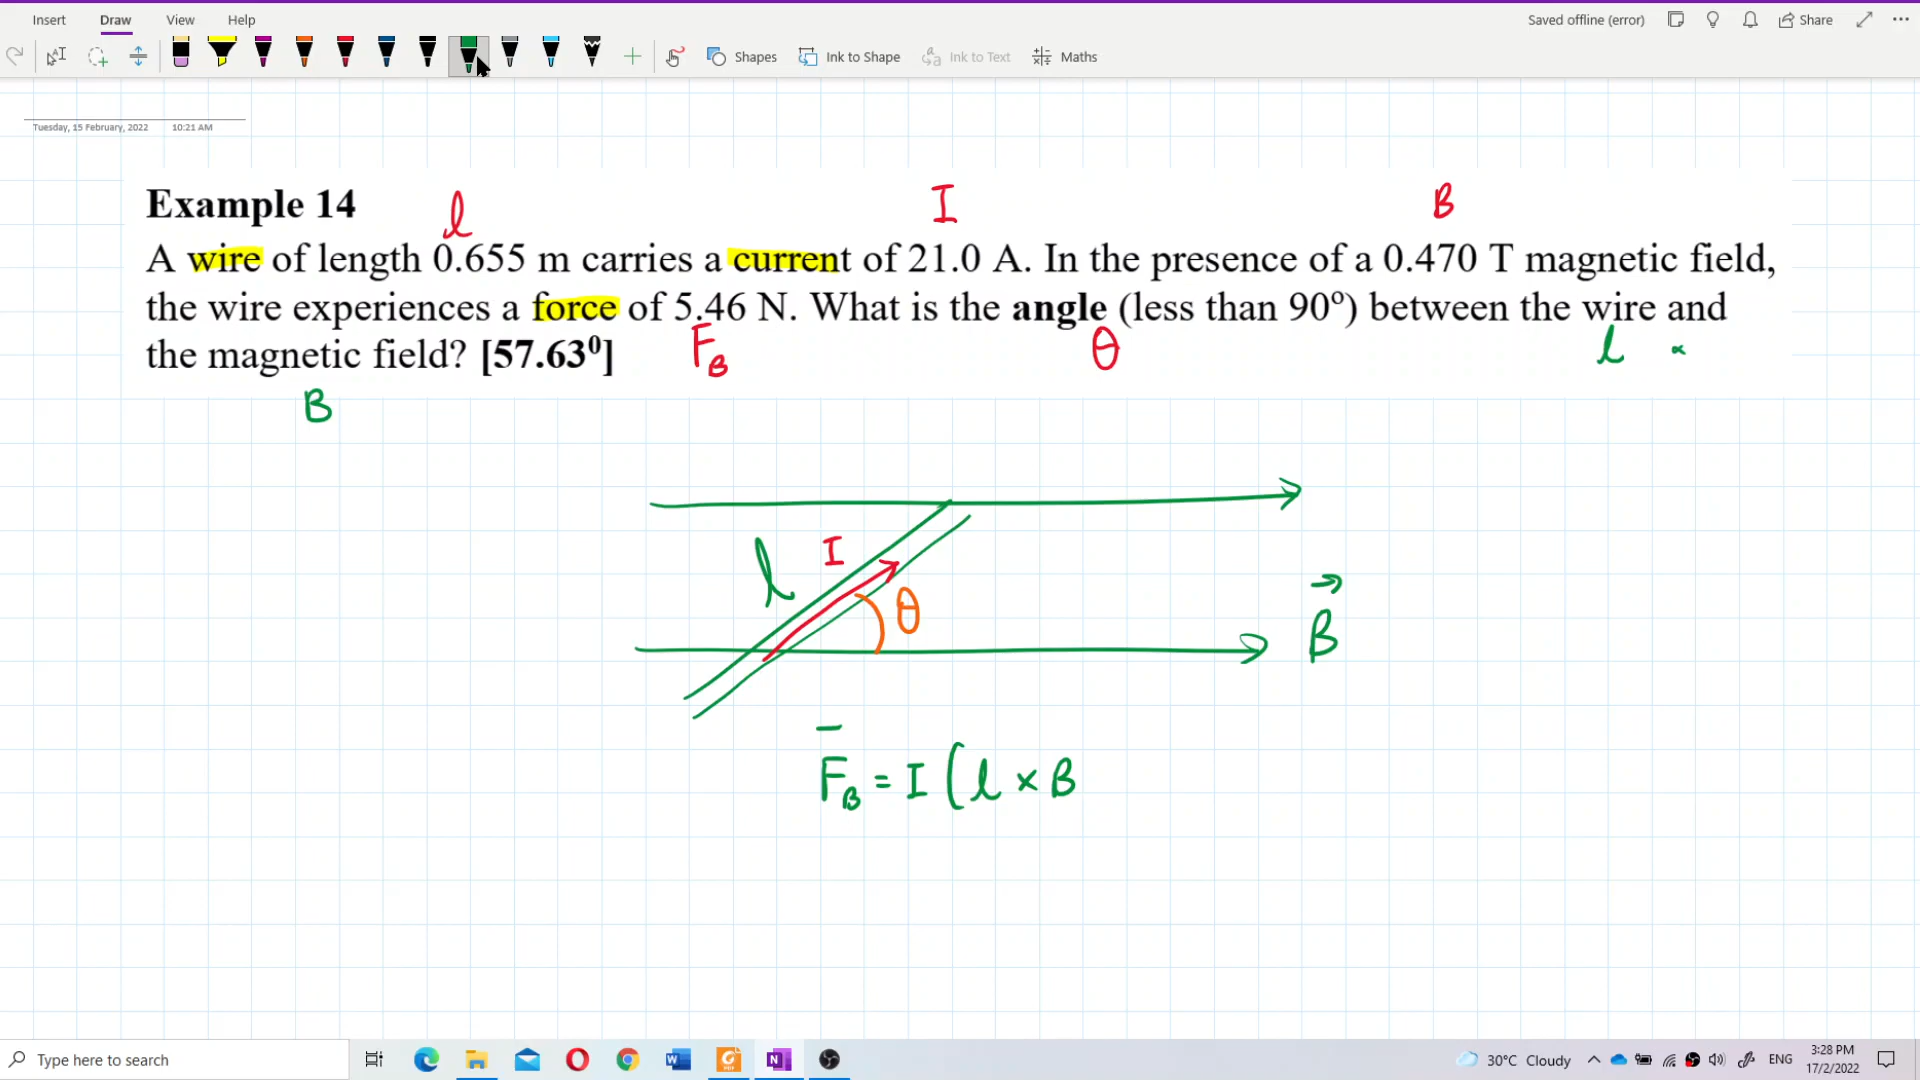 Insert Draw View Help Saved offline (error) Share
Shapes Ink to Shape Ink to Text Maths
Tuesday, 15 February, 2022 10:21 AM
Example 14
l I B
A wire of length 0.655 m carries a current of 21.0 A. In the presence of a 0.470 T magnetic field,
the wire experiences a force of 5.46 N. What is the angle (less than 90º) between the wire and
the magnetic field? [57.63⁰]
F_B θ l
B
l I θ
B⃗
F_B = I (l × B
Type here to search
30°C Cloudy ENG 3:28 PM
17/2/2022